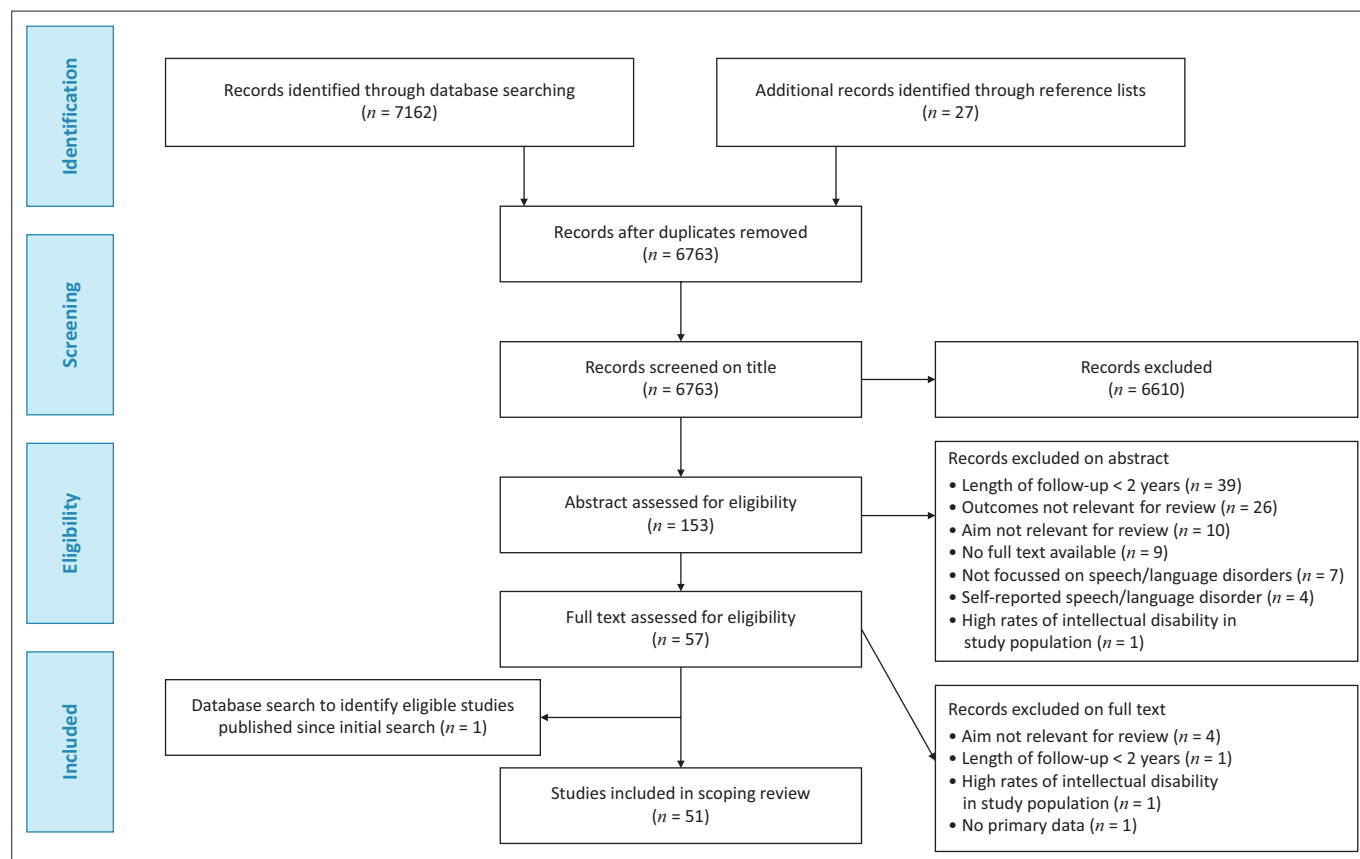 Identification
Records identified through database searching
(n = 7162)
Additional records identified through reference lists
(n = 27)
Screening
Records after duplicates removed
(n = 6763)
Records screened on title
(n = 6763)
Records excluded
(n = 6610)
Eligibility
Abstract assessed for eligibility
(n = 153)
Records excluded on abstract
• Length of follow-up < 2 years (n = 39)
• Outcomes not relevant for review (n = 26)
• Aim not relevant for review (n = 10)
• No full text available (n = 9)
• Not focussed on speech/language disorders (n = 7)
• Self-reported speech/language disorder (n = 4)
• High rates of intellectual disability in
study population (n = 1)
Full text assessed for eligibility
(n = 57)
Included
Database search to identify eligible studies
published since initial search (n = 1)
Records excluded on full text
• Aim not relevant for review (n = 4)
• Length of follow-up < 2 years (n = 1)
• High rates of intellectual disability
in study population (n = 1)
• No primary data (n = 1)
Studies included in scoping review
(n = 51)